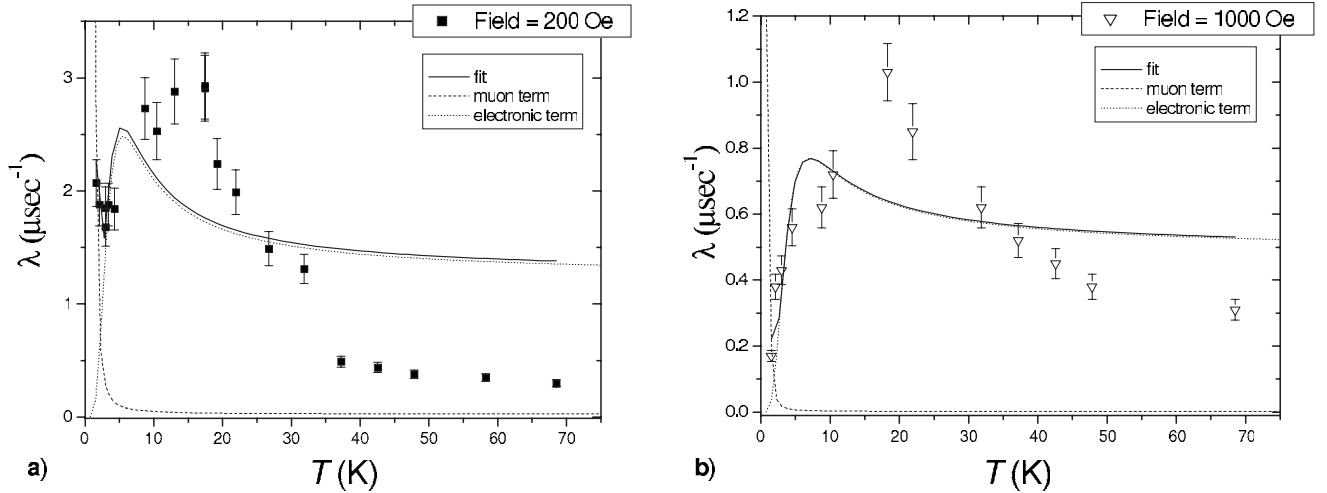 Field = 200 Oe
fit
muon term
electronic term
3
2
1
0
λ (μsec⁻¹)
0 10 20 30 40 50 60 70
T (K)
a)
Field = 1000 Oe
fit
muon term
electronic term
1.2
1.0
0.8
0.6
0.4
0.2
0.0
λ (μsec⁻¹)
0 10 20 30 40 50 60 70
T (K)
b)